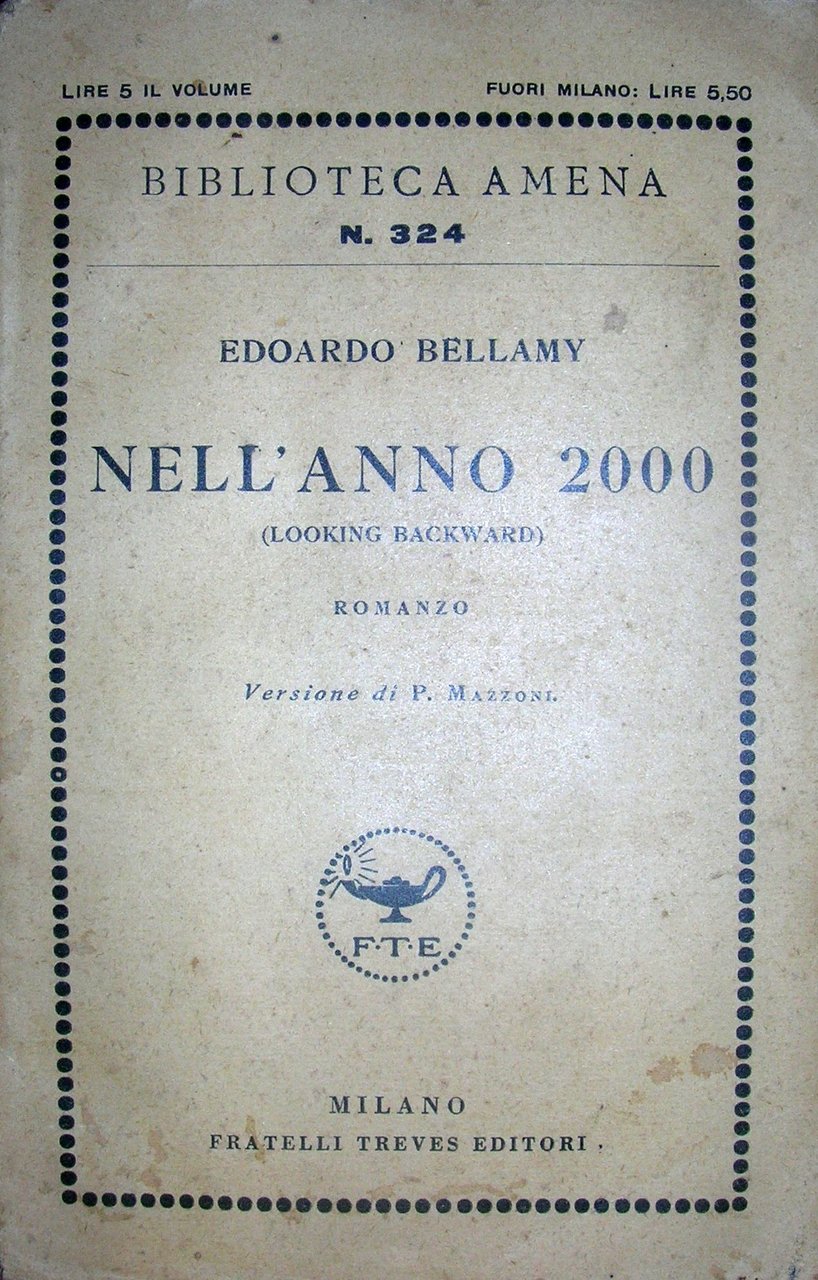 LIRE 5 IL VOLUME FUORI MILANO: LIRE 5,50
BIBLIOTECA AMENA
N. 324
EDOARDO BELLAMY
NELL'ANNO 2000
(LOOKING BACKWARD)
ROMANZO
Versione di P. MAZZONI.
F·T·E
MILANO
FRATELLI TREVES EDITORI